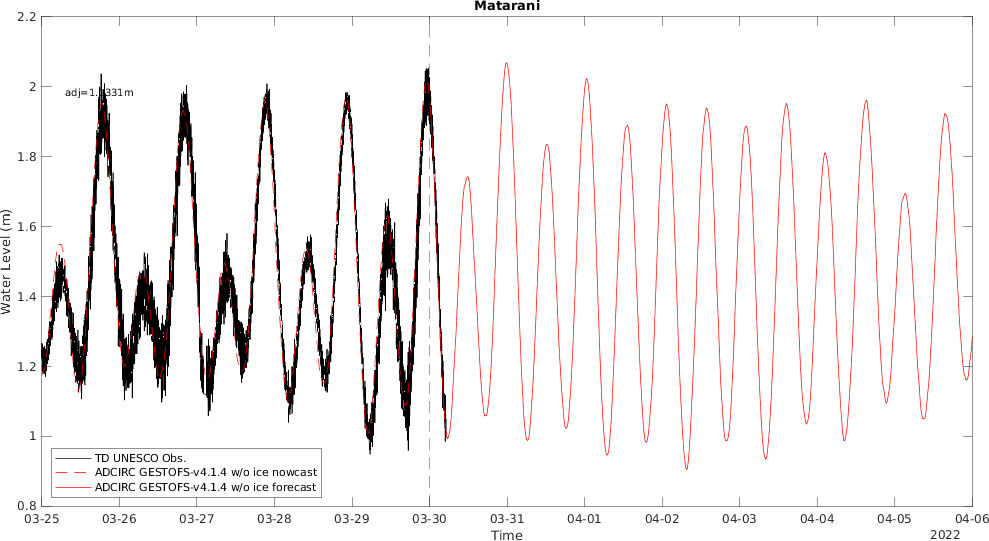 Matarani
2.2
2
1.8
1.6
1.4
1.2
1
0.8
Water Level (m)
TD UNESCO Obs.
ADCIRC GESTOFS-v4.1.4 w/o ice nowcast
ADCIRC GESTOFS-v4.1.4 w/o ice forecast
03-25 03-26 03-27 03-28 03-29 03-30 03-31 04-01 04-02 04-03 04-04 04-05 04-06
Time
2022